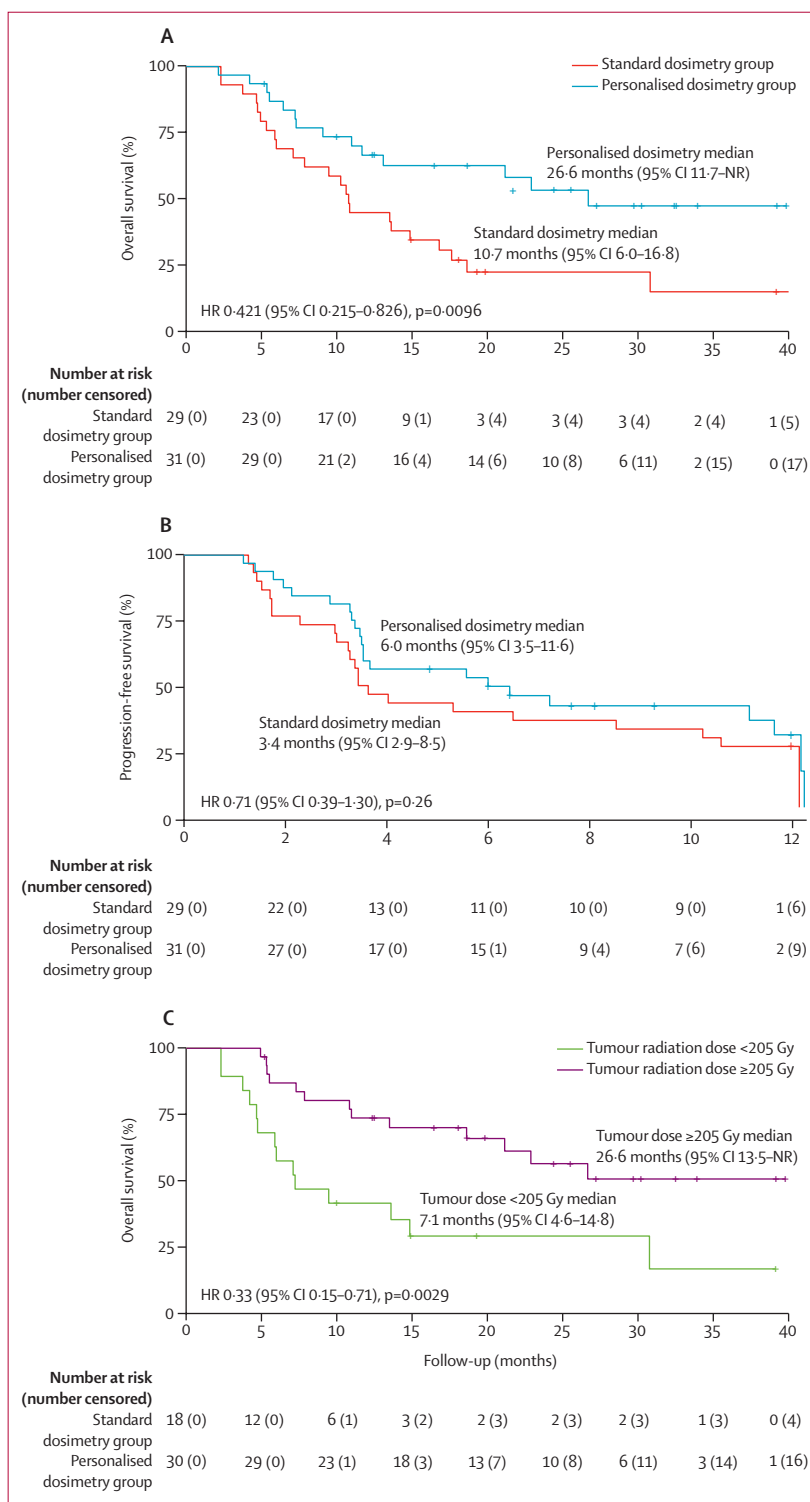 A
Standard dosimetry group
Personalised dosimetry group
100
75
50
25
0
Overall survival (%)
Personalised dosimetry median
26·6 months (95% CI 11·7–NR)
Standard dosimetry median
10·7 months (95% CI 6·0–16·8)
HR 0·421 (95% CI 0·215–0·826), p=0·0096
0 5 10 15 20 25 30 35 40
Number at risk
(number censored)
Standard dosimetry group 29 (0) 23 (0) 17 (0) 9 (1) 3 (4) 3 (4) 3 (4) 2 (4) 1 (5)
Personalised dosimetry group 31 (0) 29 (0) 21 (2) 16 (4) 14 (6) 10 (8) 6 (11) 2 (15) 0 (17)
B
100
75
50
25
0
Progression-free survival (%)
Personalised dosimetry median
6·0 months (95% CI 3·5–11·6)
Standard dosimetry median
3·4 months (95% CI 2·9–8·5)
HR 0·71 (95% CI 0·39–1·30), p=0·26
0 2 4 6 8 10 12
Number at risk
(number censored)
Standard dosimetry group 29 (0) 22 (0) 13 (0) 11 (0) 10 (0) 9 (0) 1 (6)
Personalised dosimetry group 31 (0) 27 (0) 17 (0) 15 (1) 9 (4) 7 (6) 2 (9)
C
Tumour radiation dose <205 Gy
Tumour radiation dose ≥205 Gy
100
75
50
25
0
Overall survival (%)
Tumour dose ≥205 Gy median
26·6 months (95% CI 13·5–NR)
Tumour dose <205 Gy median
7·1 months (95% CI 4·6–14·8)
HR 0·33 (95% CI 0·15–0·71), p=0·0029
0 5 10 15 20 25 30 35 40
Follow-up (months)
Number at risk
(number censored)
Standard dosimetry group 18 (0) 12 (0) 6 (1) 3 (2) 2 (3) 2 (3) 2 (3) 1 (3) 0 (4)
Personalised dosimetry group 30 (0) 29 (0) 23 (1) 18 (3) 13 (7) 10 (8) 6 (11) 3 (14) 1 (16)